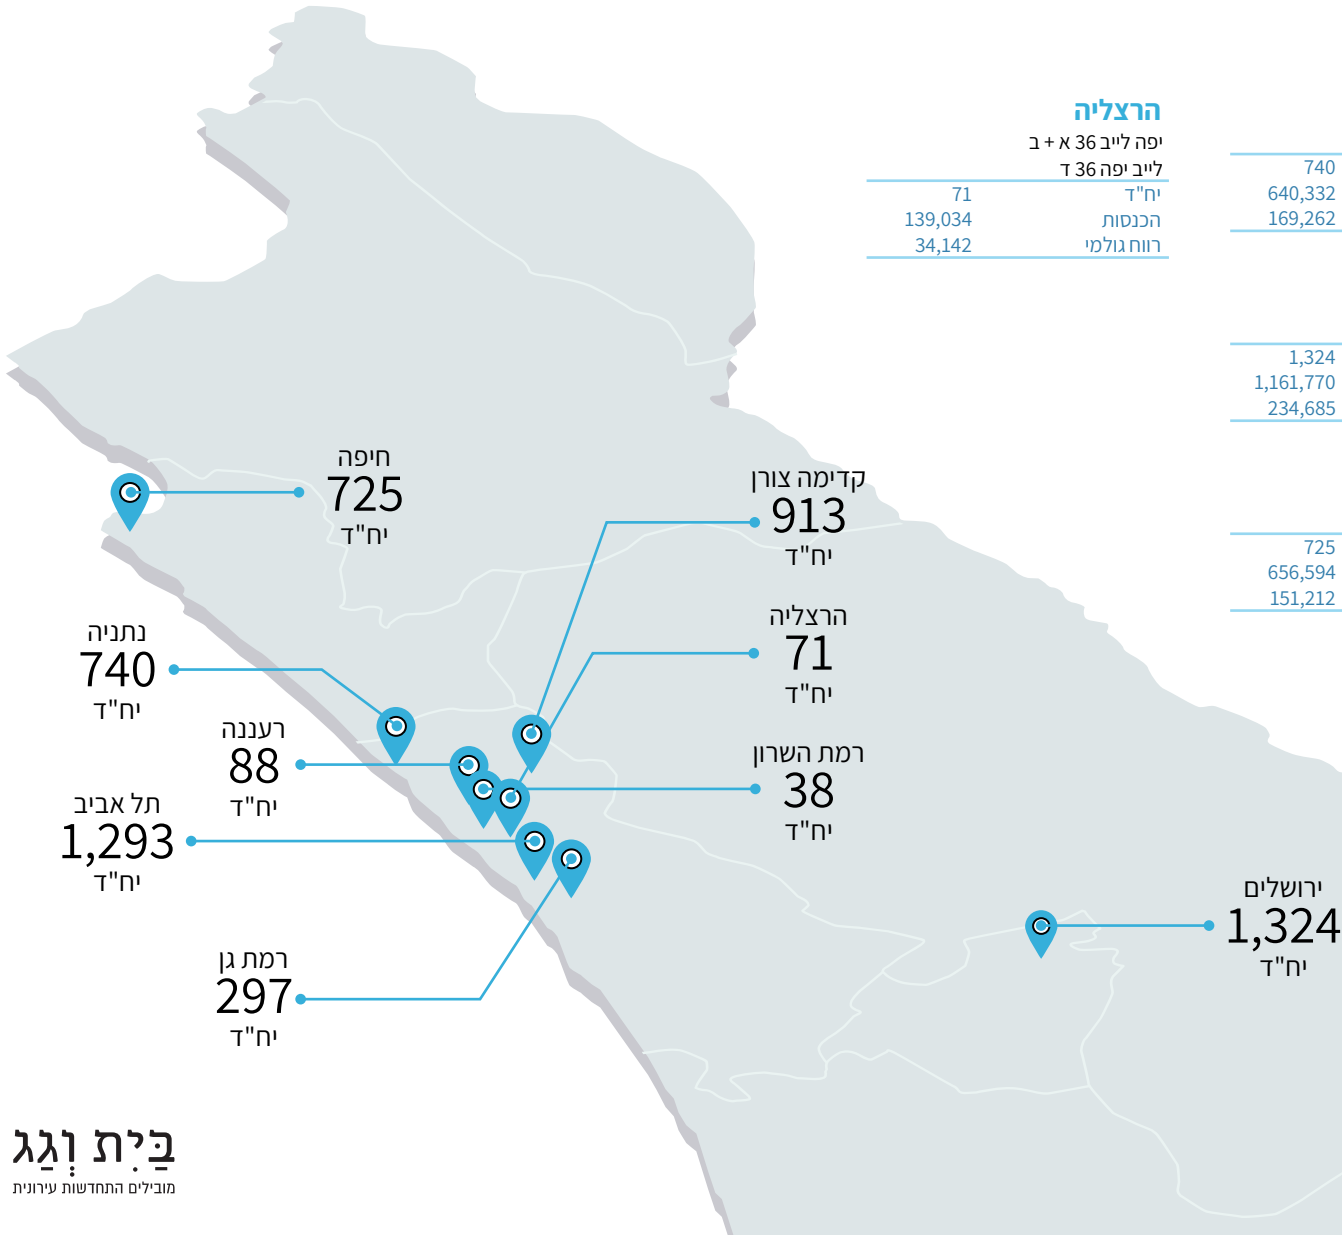 הרצליה
יפה לייב 36 א + ב
לייב יפה 36 ד
יח"ד 71
הכנסות 139,034
רווח גולמי 34,142
740
640,332
169,262
1,324
1,161,770
234,685
725
656,594
151,212
חיפה
725
יח"ד
קדימה צורן
913
יח"ד
הרצליה
71
יח"ד
נתניה
740
יח"ד
רעננה
88
יח"ד
רמת השרון
38
יח"ד
תל אביב
1,293
יח"ד
ירושלים
1,324
יח"ד
רמת גן
297
יח"ד
בַּיִת וְגַג
מובילים התחדשות עירונית